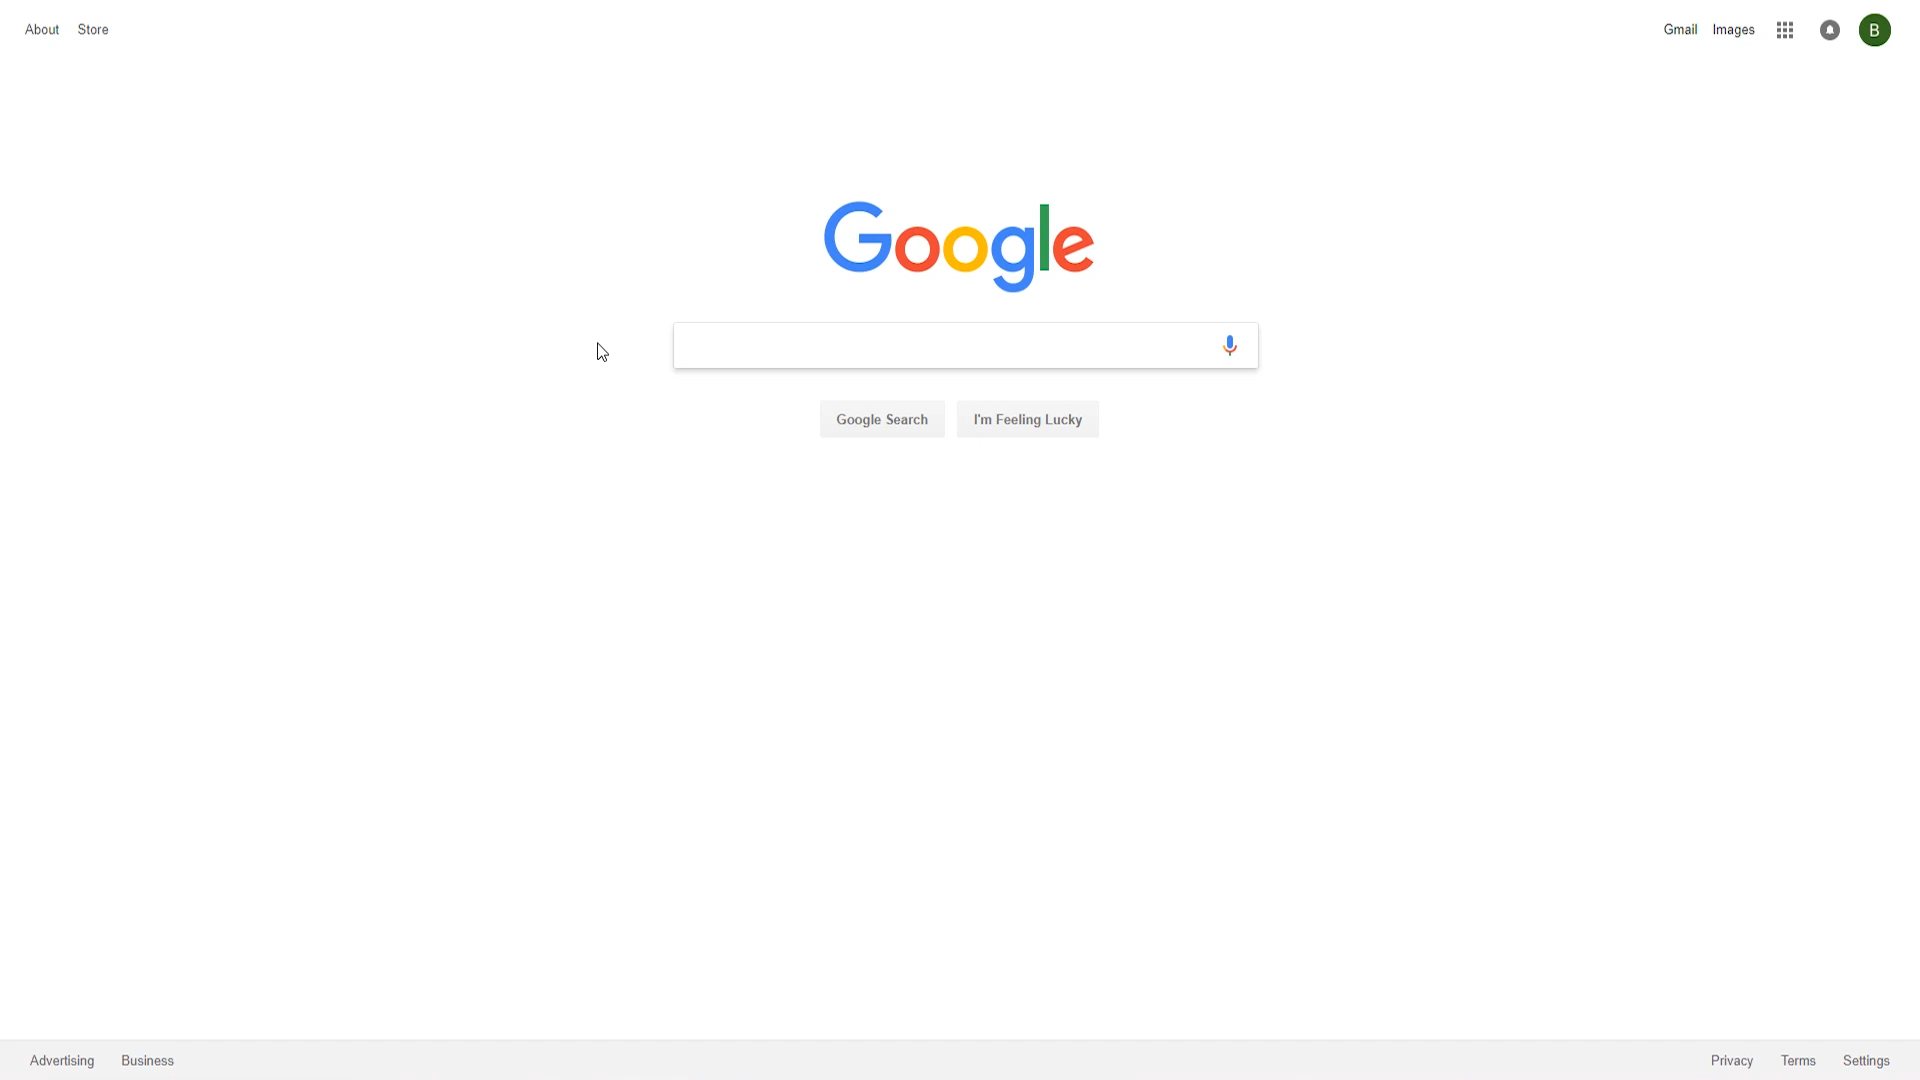 About Store
Gmail Images
B
Google
Google Search
I'm Feeling Lucky
Advertising Business
Privacy Terms Settings